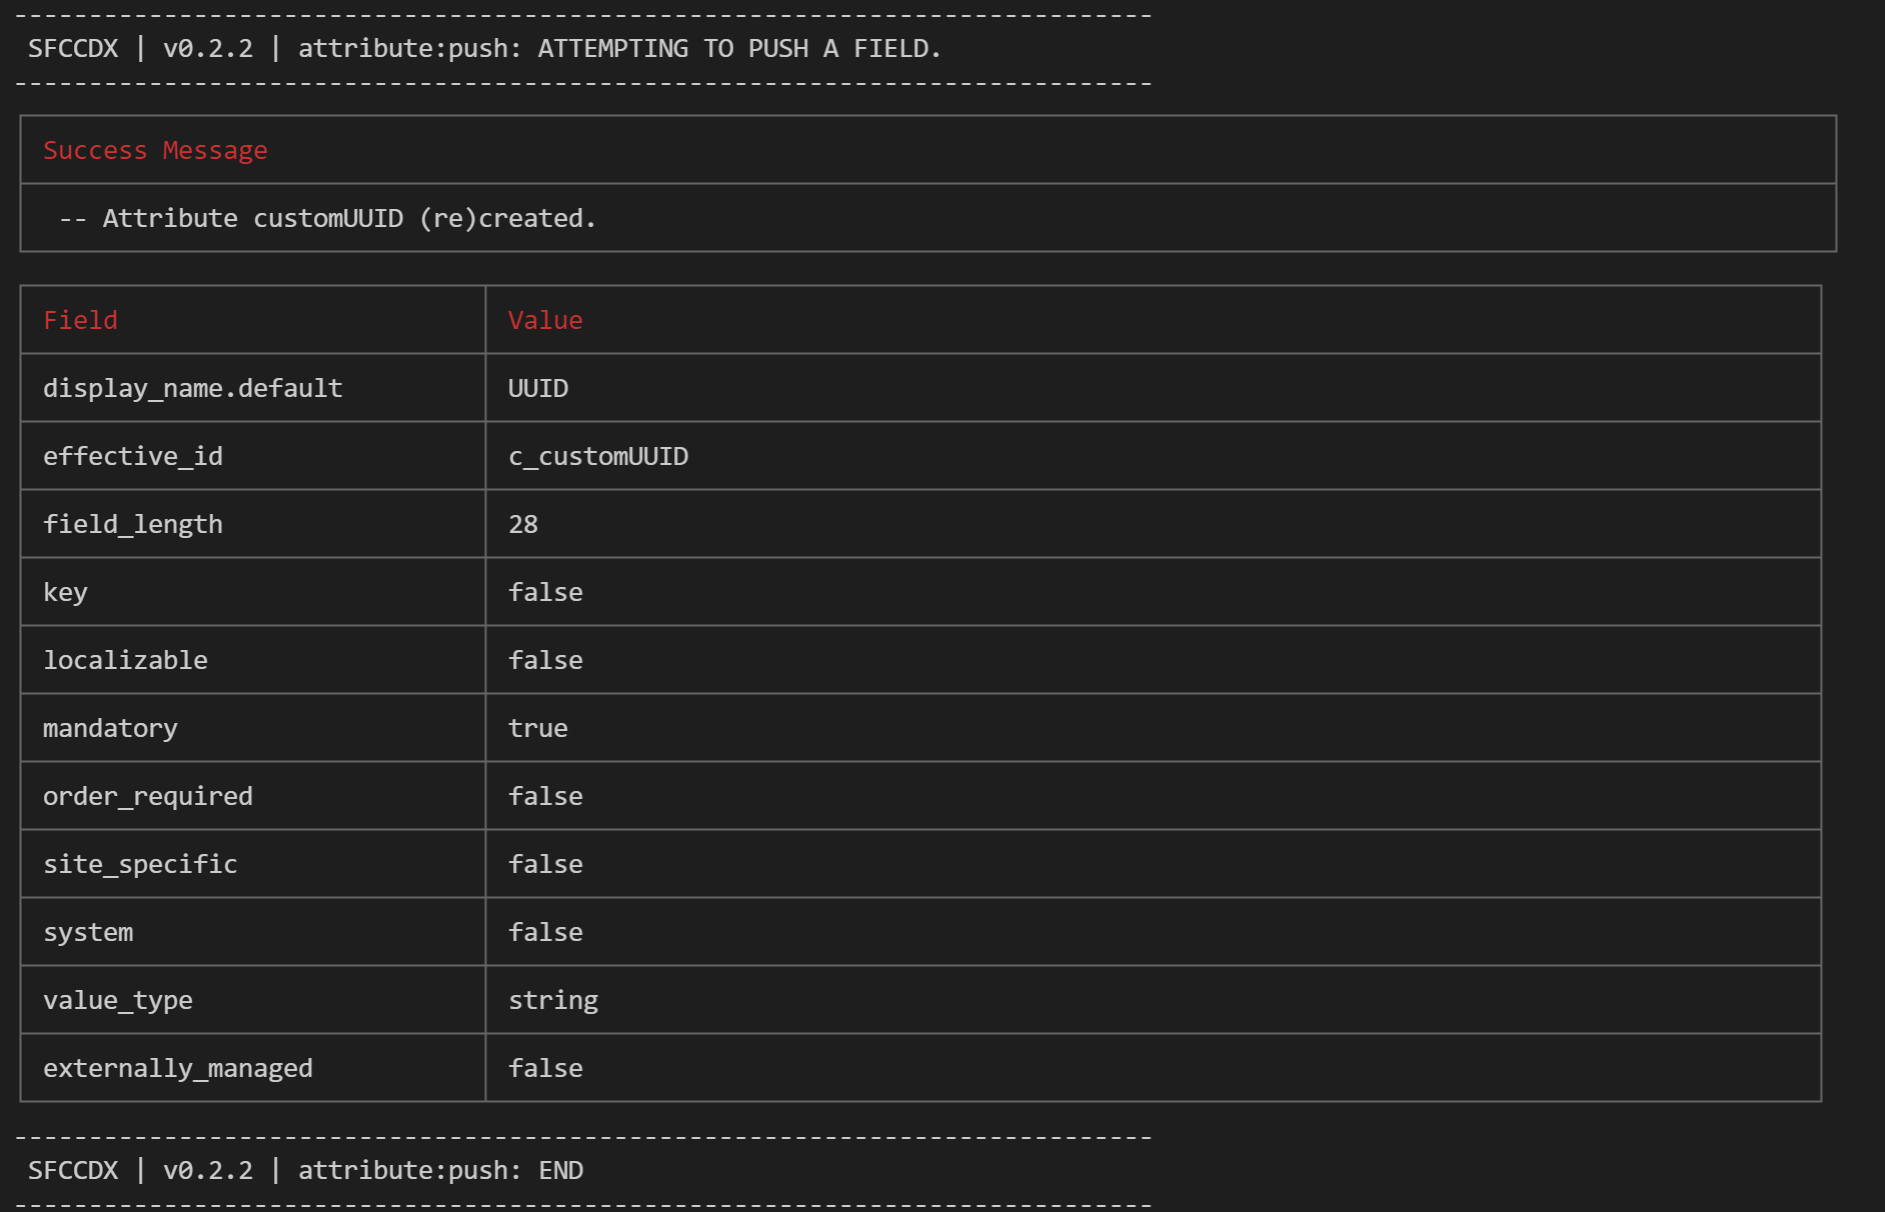 --------------------------------------------------------------------------------
SFCCDX | v0.2.2 | attribute:push: ATTEMPTING TO PUSH A FIELD.
--------------------------------------------------------------------------------
Success Message
-- Attribute customUUID (re)created.
Field Value
display_name.default UUID
effective_id c_customUUID
field_length 28
key false
localizable false
mandatory true
order_required false
site_specific false
system false
value_type string
externally_managed false
--------------------------------------------------------------------------------
SFCCDX | v0.2.2 | attribute:push: END
--------------------------------------------------------------------------------